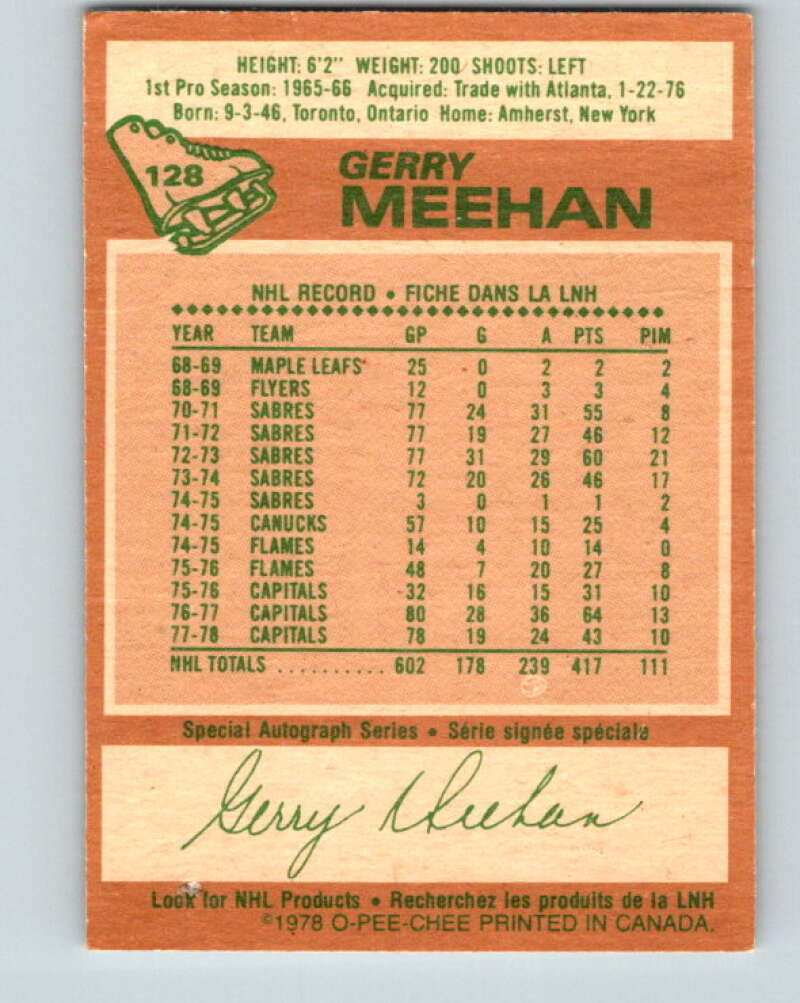 HEIGHT: 6'2" WEIGHT: 200 SHOOTS: LEFT
1st Pro Season: 1965-66 Acquired: Trade with Atlanta, 1-22-76
Born: 9-3-46, Toronto, Ontario Home: Amherst, New York
128
GERRY
MEEHAN
NHL RECORD • FICHE DANS LA LNH
YEAR TEAM GP G A PTS PIM
68-69 MAPLE LEAFS 25 0 2 2 2
68-69 FLYERS 12 0 3 3 4
70-71 SABRES 77 24 31 55 8
71-72 SABRES 77 19 27 46 12
72-73 SABRES 77 31 29 60 21
73-74 SABRES 72 20 26 46 17
74-75 SABRES 3 0 1 1 2
74-75 CANUCKS 57 10 15 25 4
74-75 FLAMES 14 4 10 14 0
75-76 FLAMES 48 7 20 27 8
75-76 CAPITALS 32 16 15 31 10
76-77 CAPITALS 80 28 36 64 13
77-78 CAPITALS 78 19 24 43 10
NHL TOTALS .......... 602 178 239 417 111
Special Autograph Series • Série signée spéciale
Gerry Meehan
Look for NHL Products • Recherchez les produits de la LNH
©1978 O-PEE-CHEE PRINTED IN CANADA.